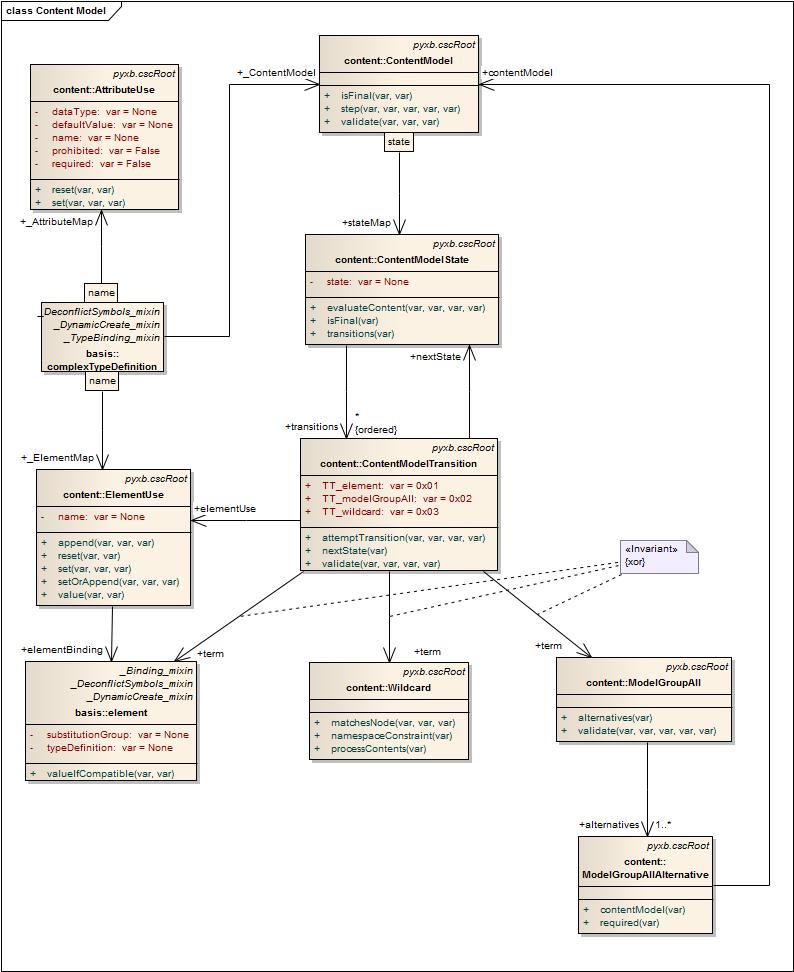 class Content Model
pyxb.cscRoot
content::ContentModel
+ isFinal(var, var)
+ step(var, var, var, var, var)
+ validate(var, var, var)
state
+_ContentModel
+contentModel
pyxb.cscRoot
content::AttributeUse
- dataType: var = None
- defaultValue: var = None
- name: var = None
- prohibited: var = False
- required: var = False
+ reset(var, var)
+ set(var, var, var)
+_AttributeMap
+stateMap
pyxb.cscRoot
content::ContentModelState
- state: var = None
+ evaluateContent(var, var, var, var)
+ isFinal(var)
+ transitions(var)
name
_DeconflictSymbols_mixin
_DynamicCreate_mixin
_TypeBinding_mixin
basis::
complexTypeDefinition
name
+nextState
+transitions
*
{ordered}
+_ElementMap
pyxb.cscRoot
content::ContentModelTransition
+ TT_element: var = 0x01
+ TT_modelGroupAll: var = 0x02
+ TT_wildcard: var = 0x03
+ attemptTransition(var, var, var, var)
+ nextState(var)
+ validate(var, var, var, var)
pyxb.cscRoot
content::ElementUse
- name: var = None
+ append(var, var, var)
+ reset(var, var)
+ set(var, var, var)
+ setOrAppend(var, var, var)
+ value(var, var)
+elementUse
«Invariant»
{xor}
+elementBinding
+term
+term
+term
_Binding_mixin
_DeconflictSymbols_mixin
_DynamicCreate_mixin
basis::element
- substitutionGroup: var = None
- typeDefinition: var = None
+ valueIfCompatible(var, var)
pyxb.cscRoot
content::Wildcard
+ matchesNode(var, var, var)
+ namespaceConstraint(var, var)
+ processContents(var)
pyxb.cscRoot
content::ModelGroupAll
+ alternatives(var)
+ validate(var, var, var, var, var)
+alternatives
1..*
pyxb.cscRoot
content::
ModelGroupAllAlternative
+ contentModel(var)
+ required(var)